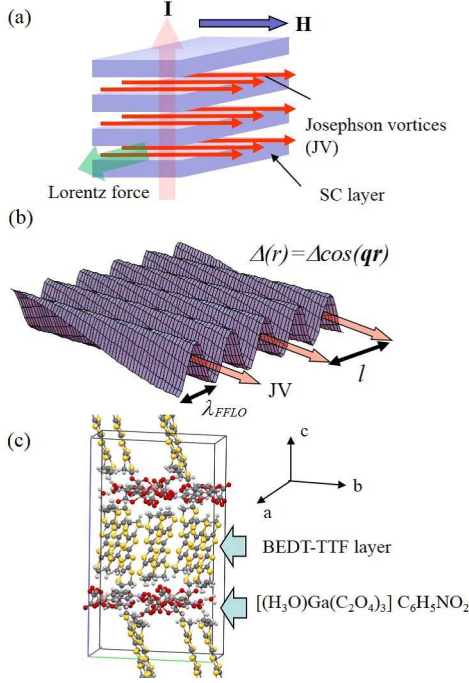 (a)
I
H
Josephson vortices
(JV)
Lorentz force
SC layer
(b)
Δ(r)=Δcos(qr)
JV
l
λFFLO
(c)
c
b
a
BEDT-TTF layer
[(H3O)Ga(C2O4)3] C6H5NO2